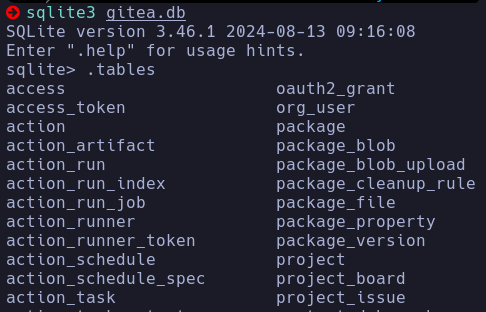 sqlite3 gitea.db
SQLite version 3.46.1 2024-08-13 09:16:08
Enter ".help" for usage hints.
sqlite> .tables
access                     oauth2_grant
access_token               org_user
action                     package
action_artifact            package_blob
action_run                 package_blob_upload
action_run_index           package_cleanup_rule
action_run_job             package_file
action_runner              package_property
action_runner_token        package_version
action_schedule            project
action_schedule_spec       project_board
action_task                project_issue